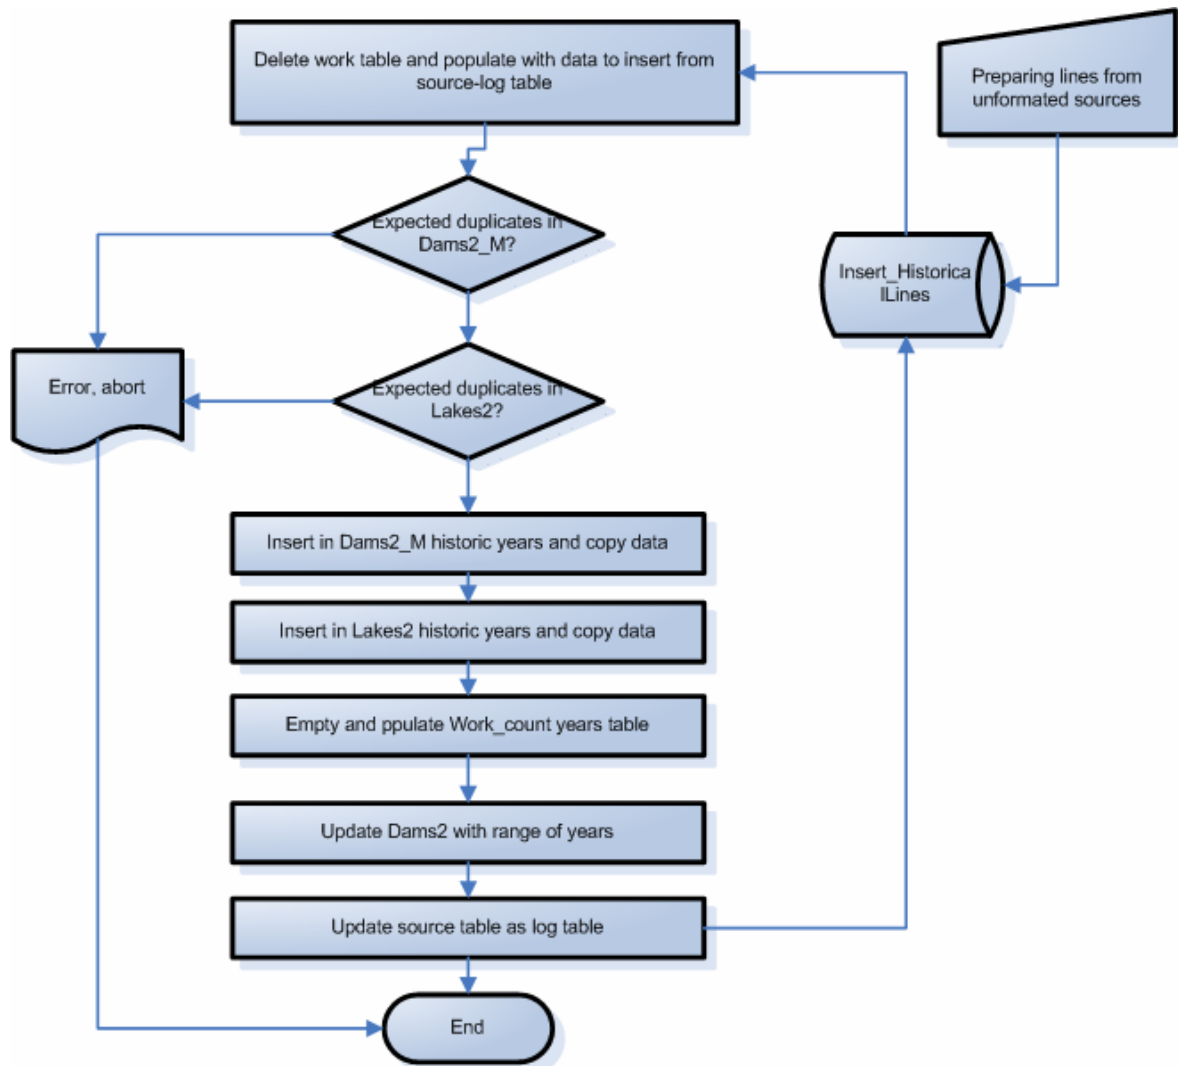 Delete work table and populate with data to insert from
source-log table
Preparing lines from
unformated sources
Expected duplicates in
Dams2_M?
Insert_Historica
lLines
Error, abort
Expected duplicates in
Lakes2?
Insert in Dams2_M historic years and copy data
Insert in Lakes2 historic years and copy data
Empty and ppulate Work_count years table
Update Dams2 with range of years
Update source table as log table
End